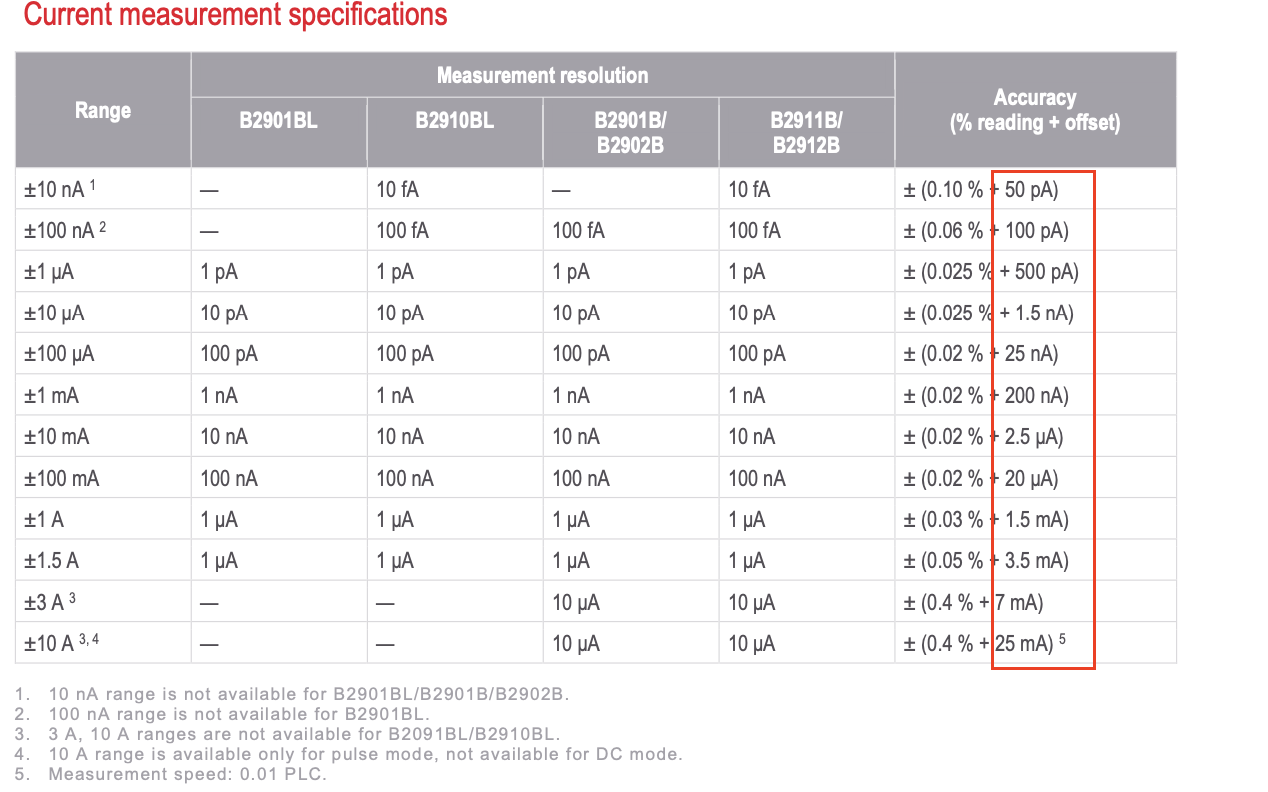 Current measurement specifications
Measurement resolution
Range
Accuracy
(% reading + offset)
B2901BL B2910BL B2901B/ B2902B B2911B/ B2912B
±10 nA 1 — 10 fA — 10 fA ± (0.10 % + 50 pA)
±100 nA 2 — 100 fA 100 fA 100 fA ± (0.06 % + 100 pA)
±1 µA 1 pA 1 pA 1 pA 1 pA ± (0.025 % + 500 pA)
±10 µA 10 pA 10 pA 10 pA 10 pA ± (0.025 % + 1.5 nA)
±100 µA 100 pA 100 pA 100 pA 100 pA ± (0.02 % + 25 nA)
±1 mA 1 nA 1 nA 1 nA 1 nA ± (0.02 % + 200 nA)
±10 mA 10 nA 10 nA 10 nA 10 nA ± (0.02 % + 2.5 µA)
±100 mA 100 nA 100 nA 100 nA 100 nA ± (0.02 % + 20 µA)
±1 A 1 µA 1 µA 1 µA 1 µA ± (0.03 % + 1.5 mA)
±1.5 A 1 µA 1 µA 1 µA 1 µA ± (0.05 % + 3.5 mA)
±3 A 3 — — 10 µA 10 µA ± (0.4 % + 7 mA)
±10 A 3, 4 — — 10 µA 10 µA ± (0.4 % + 25 mA) 5
1. 10 nA range is not available for B2901BL/B2901B/B2902B.
2. 100 nA range is not available for B2901BL.
3. 3 A, 10 A ranges are not available for B2091BL/B2910BL.
4. 10 A range is available only for pulse mode, not available for DC mode.
5. Measurement speed: 0.01 PLC.